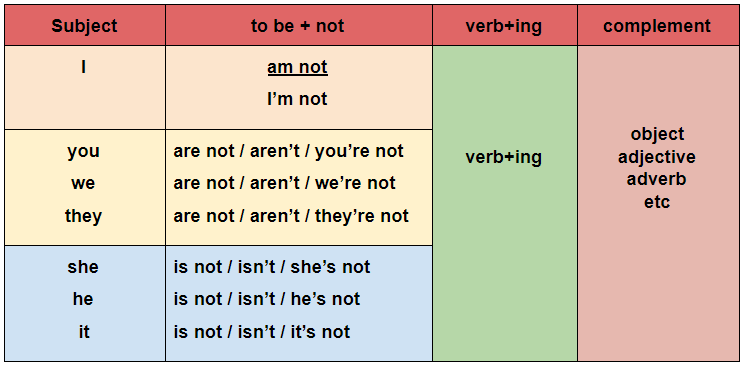 Subject to be + not verb+ing complement
I am not
I'm not
you are not / aren't / you're not
we are not / aren't / we're not
they are not / aren't / they're not
she is not / isn't / she's not
he is not / isn't / he's not
it is not / isn't / it's not
verb+ing
object
adjective
adverb
etc